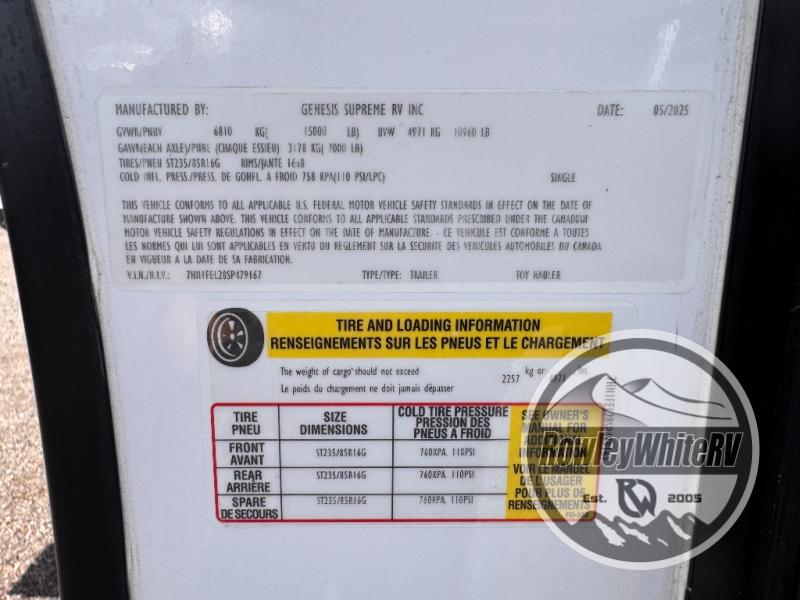 MANUFACTURED BY: GENESIS SUPREME RV INC DATE: 05/2025
GVWR/PNBV 6810 KG( 15000 LB) UVW 4971 KG 10960 LB
GAWR(EACH AXLE)/PNBE (CHAQUE ESSIEU) 3178 KG( 7000 LB)
TIRES/PNEU ST235/85R16G RIMS/JANTE 16x8
COLD INFL. PRESS./PRESS. DE GONFL. A FROID 758 KPA(110 PSI/LPC) SINGLE
THIS VEHICLE CONFORMS TO ALL APPLICABLE U.S. FEDERAL MOTOR VEHICLE SAFETY STANDARDS IN EFFECT ON THE DATE OF
MANUFACTURE SHOWN ABOVE. THIS VEHICLE CONFORMS TO ALL APPLICABLE STANDARDS PRESCRIBED UNDER THE CANADIAN
MOTOR VEHICLE SAFETY REGULATIONS IN EFFECT ON THE DATE OF MANUFACTURE. - CE VEHICULE EST CONFORME A TOUTES
LES NORMES QUI LUI SONT APPLICABLES EN VERTU DU REGLEMENT SUR LA SECURITE DES VEHICULES AUTOMOBILES DU CANADA
EN VIGUEUR A LA DATE DE SA FABRICATION.
V.I.N./N.I.V.: 7HN1FEL28SP479167 TYPE/TYPE: TRAILER TOY HAULER
TIRE AND LOADING INFORMATION
RENSEIGNEMENTS SUR LES PNEUS ET LE CHARGEMENT
The weight of cargo should not exceed
Le poids du chargement ne doit jamais dépasser
2257 kg or 4971 lbs.
TIRE PNEU
SIZE DIMENSIONS
COLD TIRE PRESSURE
PRESSION DES
PNEUS A FROID
SEE OWNER'S
MANUAL FOR
INFORMATION
VOIR LE MANUEL
DE L'USAGER
POUR PLUS DE
RENSEIGNEMENTS
FRONT AVANT ST235/85R16G 760KPA. 110PSI
REAR ARRIÈRE ST235/85R16G 760KPA. 110PSI
SPARE DE SECOURS ST235/85R16G 760KPA. 110PSI
RowleyWhiteRV
Est. RW 2005